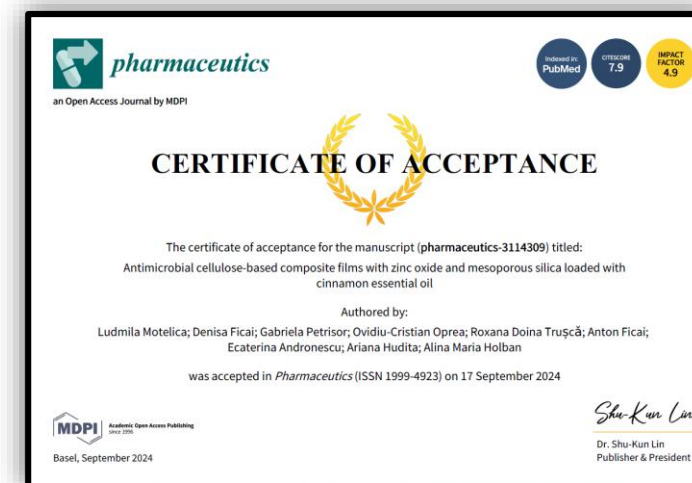 pharmaceutics
an Open Access Journal by MDPI
Indexed in:
PubMed
CITESCORE
7.9
IMPACT
FACTOR
4.9
CERTIFICATE OF ACCEPTANCE
The certificate of acceptance for the manuscript (pharmaceutics-3114309) titled:
Antimicrobial cellulose-based composite films with zinc oxide and mesoporous silica loaded with
cinnamon essential oil
Authored by:
Ludmila Motelica; Denisa Ficai; Gabriela Petrisor; Ovidiu-Cristian Oprea; Roxana Doina Trușcă; Anton Ficai;
Ecaterina Andronescu; Ariana Hudita; Alina Maria Holban
was accepted in Pharmaceutics (ISSN 1999-4923) on 17 September 2024
MDPI
Academic Open Access Publishing
since 1996
Basel, September 2024
Shu-Kun Lin
Dr. Shu-Kun Lin
Publisher & President